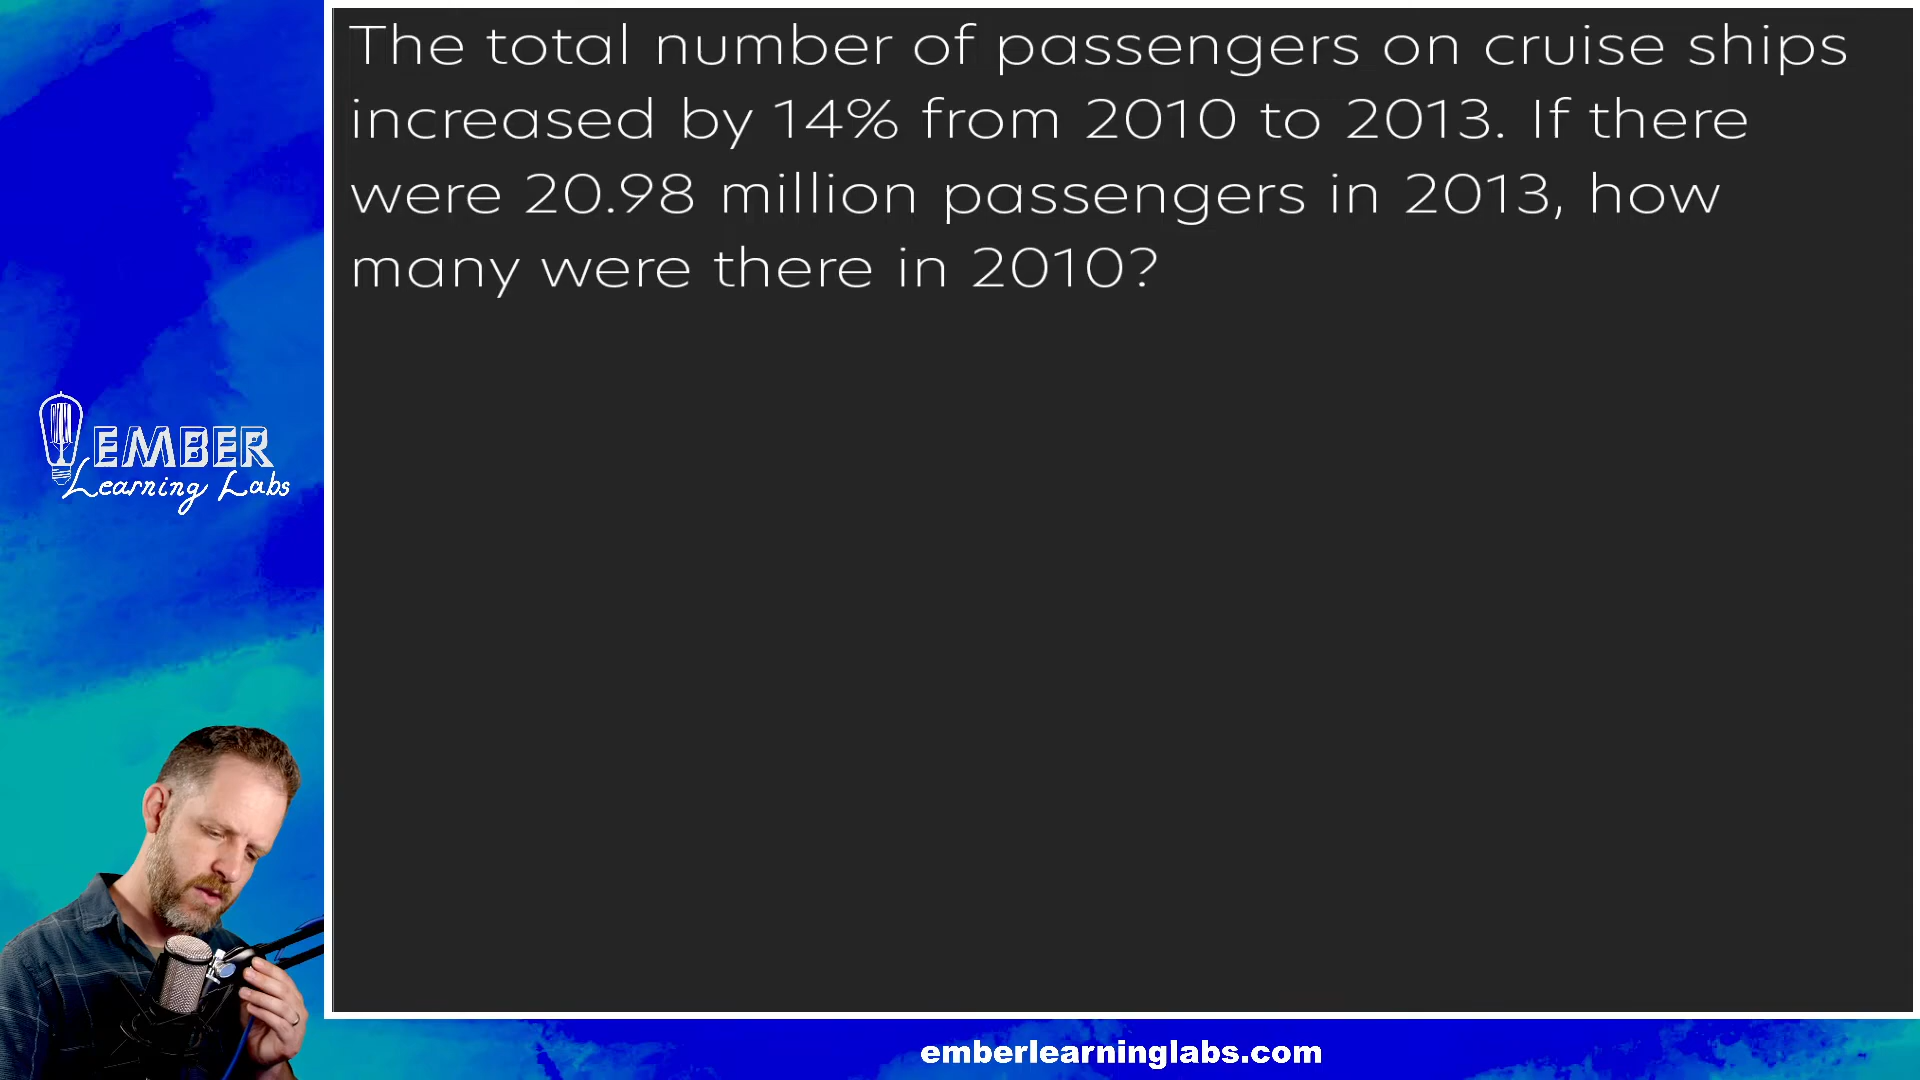 The total number of passengers on cruise ships
increased by 14% from 2010 to 2013. If there
were 20.98 million passengers in 2013, how
many were there in 2010?
EMBER
Learning Labs
emberlearninglabs.com